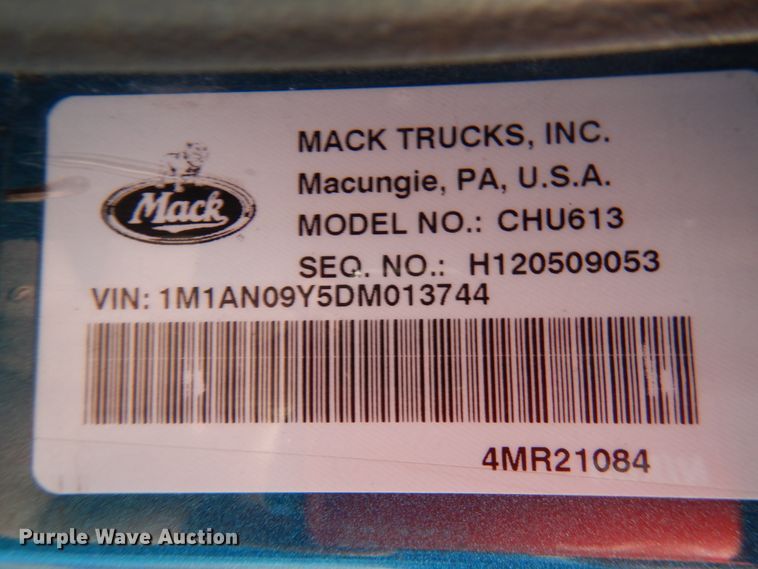 MACK TRUCKS, INC.
Macungie, PA, U.S.A.
Mack
MODEL NO.: CHU613
SEQ. NO.: H120509053
VIN: 1M1AN09Y5DM013744
4MR21084
Purple Wave Auction